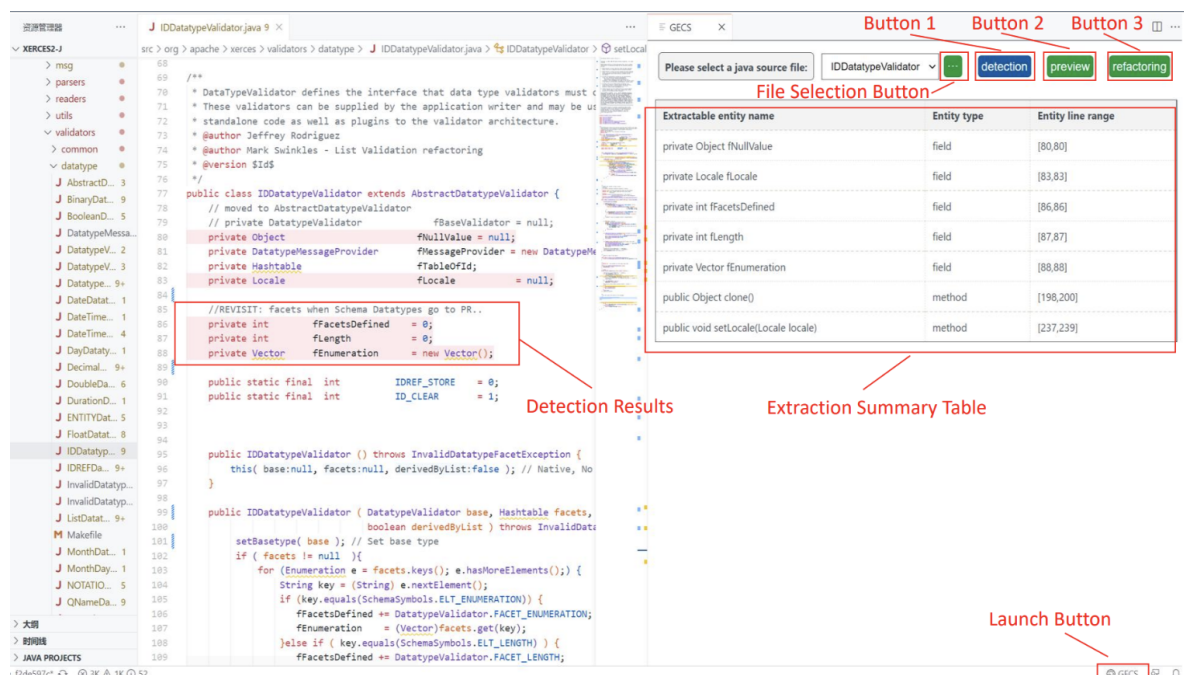 资源管理器 ···
XERCES2-J
msg
parsers
readers
utils
validators
common
datatype
AbstractD... 3
BinaryDat... 9
BooleanD... 5
DatatypeMessa...
DatatypeV... 2
DatatypeV... 3
Datatype... 9+
DateDatat... 1
DateTime... 1
DateTime... 4
DayDataty... 1
Decimal... 9+
DoubleDa... 6
DurationD... 1
ENTITYDat... 5
FloatDatat... 8
IDDatatyp... 9
IDREFDa... 9+
InvalidDatatyp...
InvalidDatatyp...
ListDatat... 9+
Makefile
MonthDat... 1
MonthDay... 1
NOTATIO... 5
QNameDa... 9
大纲
时间线
JAVA PROJECTS
J IDDatatypeValidator.java 9 ×
src > org > apache > xerces > validators > datatype > J IDDatatypeValidator.java > IDDatatypeValidator > setLocal
68
69 /**
70 * DataTypeValidator defines the interface that data type validators must
71 * These validators can be supplied by the application writer and may be
72 * standalone code as well as plugins to the validator architecture.
73 * @author Jeffrey Rodriguez
74 * @author Mark Swinkles - List Validation refactoring
75 * @version $Id$
76 */
77 public class IDDatatypeValidator extends AbstractDatatypeValidator {
78 // moved to AbstractDatatypeValidator
79 // private DatatypeValidator fBaseValidator = null;
80 private Object fNullValue = null;
81 private DatatypeMessageProvider fMessageProvider = new DatatypeMe
82 private Hashtable fTableOfId;
83 private Locale fLocale = null;
84
85 //REVISIT: facets when Schema Datatypes go to PR..
86 private int fFacetsDefined = 0;
87 private int fLength = 0;
88 private Vector fEnumeration = new Vector();
89
90 public static final int IDREF_STORE = 0;
91 public static final int ID_CLEAR = 1;
92
93
94
95 public IDDatatypeValidator () throws InvalidDatatypeFacetException {
96 this( base:null, facets:null, derivedByList:false ); // Native, No
97 }
98
99 public IDDatatypeValidator ( DatatypeValidator base, Hashtable facets,
100 boolean derivedByList ) throws InvalidData
101 setBasetype( base ); // Set base type
102 if ( facets != null ){
103 for (Enumeration e = facets.keys(); e.hasMoreElements();) {
104 String key = (String) e.nextElement();
105 if (key.equals(SchemaSymbols.ELT_ENUMERATION)) {
106 fFacetsDefined += DatatypeValidator.FACET_ENUMERATION;
107 fEnumeration = (Vector)facets.get(key);
108 }else if ( key.equals(SchemaSymbols.ELT_LENGTH) ) {
109 fFacetsDefined += DatatypeValidator.FACET_LENGTH;
Detection Results
GECS ×
Button 1 Button 2 Button 3
Please select a java source file: IDDatatypeValidator ··· detection preview refactoring
File Selection Button
Extractable entity name Entity type Entity line range
private Object fNullValue field [80,80]
private Locale fLocale field [83,83]
private int fFacetsDefined field [86,86]
private int fLength field [87,87]
private Vector fEnumeration field [88,88]
public Object clone() method [198,200]
public void setLocale(Locale locale) method [237,239]
Extraction Summary Table
Launch Button
GECS